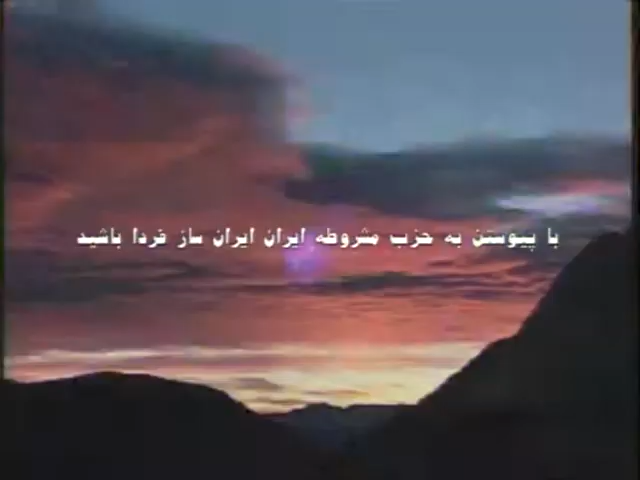 با پیوستن به حزب مشروطه ایران ایران ساز فردا باشید